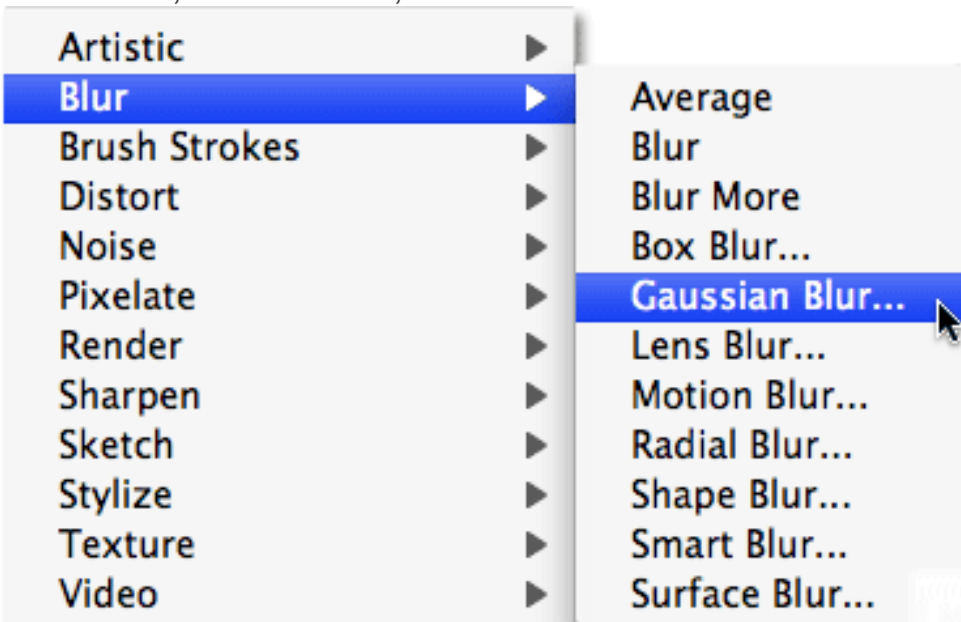 Artistic
Blur
Brush Strokes
Distort
Noise
Pixelate
Render
Sharpen
Sketch
Stylize
Texture
Video
Average
Blur
Blur More
Box Blur...
Gaussian Blur...
Lens Blur...
Motion Blur...
Radial Blur...
Shape Blur...
Smart Blur...
Surface Blur...